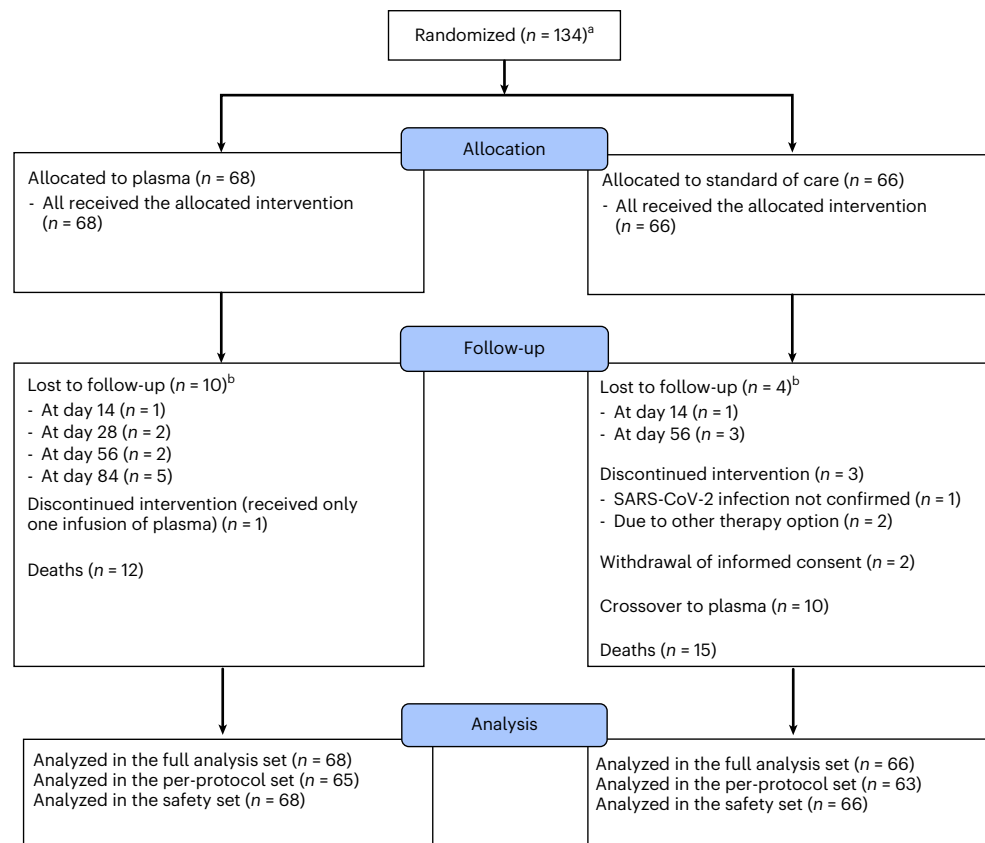 Randomized (n = 134)a
Allocation
Allocated to plasma (n = 68)
- All received the allocated intervention
(n = 68)
Allocated to standard of care (n = 66)
- All received the allocated intervention
(n = 66)
Follow-up
Lost to follow-up (n = 10)b
- At day 14 (n = 1)
- At day 28 (n = 2)
- At day 56 (n = 2)
- At day 84 (n = 5)
Discontinued intervention (received only
one infusion of plasma) (n = 1)
Deaths (n = 12)
Lost to follow-up (n = 4)b
- At day 14 (n = 1)
- At day 56 (n = 3)
Discontinued intervention (n = 3)
- SARS-CoV-2 infection not confirmed (n = 1)
- Due to other therapy option (n = 2)
Withdrawal of informed consent (n = 2)
Crossover to plasma (n = 10)
Deaths (n = 15)
Analysis
Analyzed in the full analysis set (n = 68)
Analyzed in the per-protocol set (n = 65)
Analyzed in the safety set (n = 68)
Analyzed in the full analysis set (n = 66)
Analyzed in the per-protocol set (n = 63)
Analyzed in the safety set (n = 66)